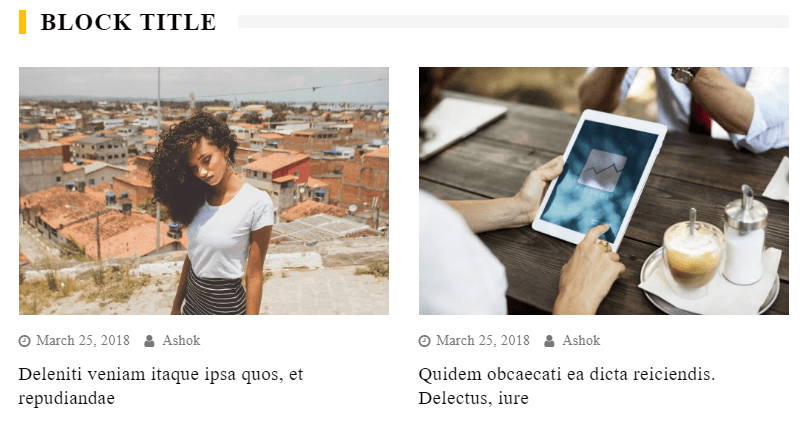 BLOCK TITLE
March 25, 2018 Ashok
March 25, 2018 Ashok
Deleniti veniam itaque ipsa quos, et
repudiandae
Quidem obcaecati ea dicta reiciendis.
Delectus, iure